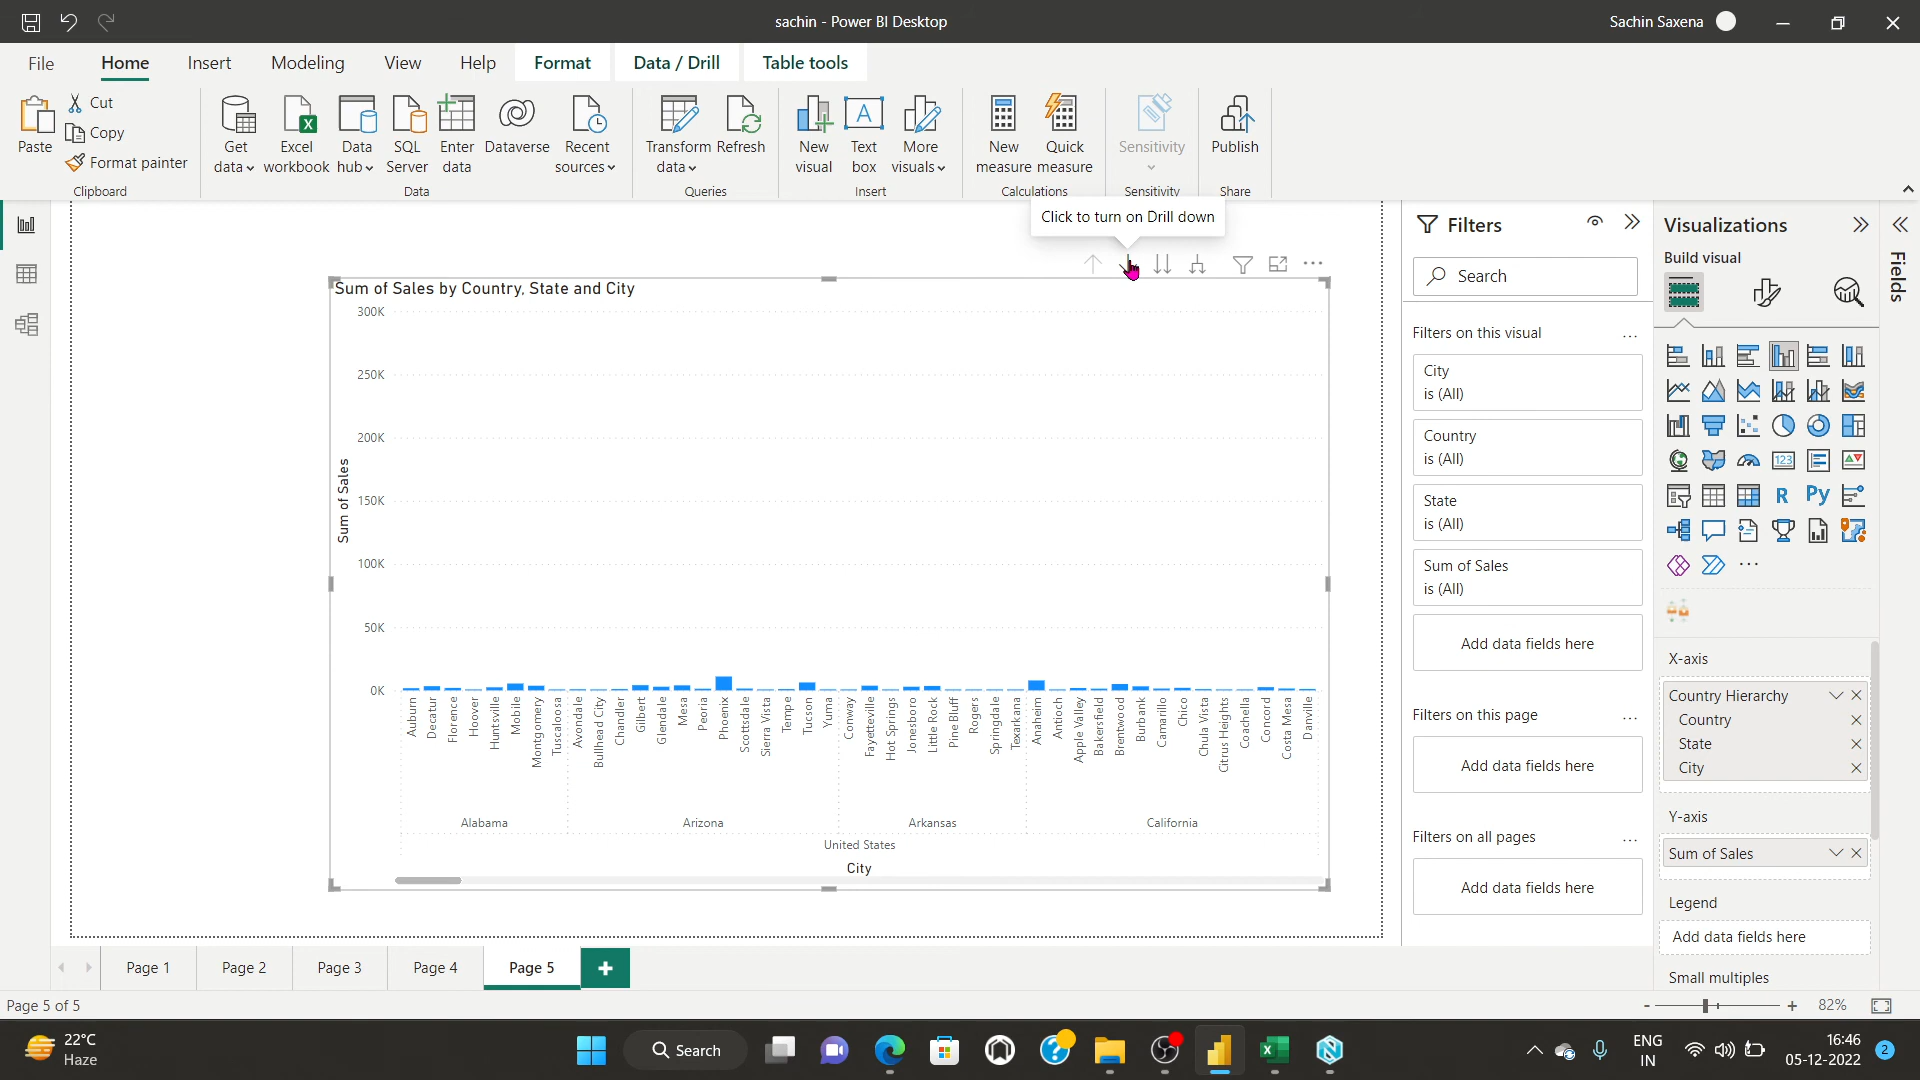 sachin - Power BI Desktop
Sachin Saxena
File
Home
Insert
Modeling
View
Help
Format
Data / Drill
Table tools
Paste
Cut
Copy
Format painter
Clipboard
Get
data
Excel
workbook
Data
hub
SQL
Server
Enter
data
Dataverse
Recent
sources
Data
Transform
data
Refresh
Queries
New
visual
Text
box
More
visuals
Insert
New
measure
Quick
measure
Calculations
Sensitivity
Sensitivity
Publish
Share
Click to turn on Drill down
Sum of Sales by Country, State and City
300K
250K
200K
150K
100K
50K
0K
Sum of Sales
Auburn
Decatur
Florence
Hoover
Huntsville
Mobile
Montgomery
Tuscaloosa
Avondale
Bullhead City
Chandler
Gilbert
Glendale
Mesa
Peoria
Phoenix
Scottsdale
Sierra Vista
Tempe
Tucson
Yuma
Conway
Fayetteville
Hot Springs
Jonesboro
Little Rock
Pine Bluff
Rogers
Springdale
Texarkana
Anaheim
Antioch
Apple Valley
Bakersfield
Brentwood
Burbank
Camarillo
Chico
Chula Vista
Citrus Heights
Coachella
Concord
Costa Mesa
Danville
Alabama
Arizona
Arkansas
California
United States
City
Filters
Search
Filters on this visual
City
is (All)
Country
is (All)
State
is (All)
Sum of Sales
is (All)
Add data fields here
Filters on this page
Add data fields here
Filters on all pages
Add data fields here
Visualizations
Build visual
123
R
Py
X-axis
Country Hierarchy
Country
State
City
Y-axis
Sum of Sales
Legend
Add data fields here
Small multiples
Fields
Page 1
Page 2
Page 3
Page 4
Page 5
Page 5 of 5
82%
22°C
Haze
Search
ENG
IN
16:46
05-12-2022
2